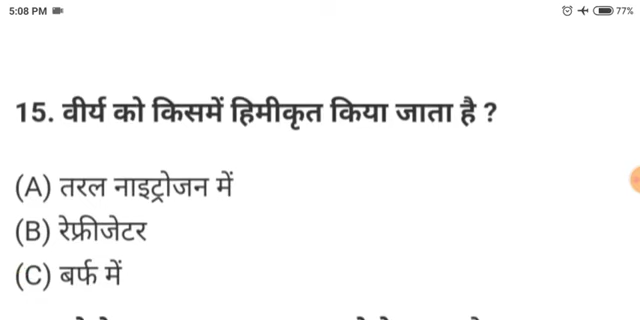 5:08 PM
77%
15. वीर्य को किसमें हिमीकृत किया जाता है ?
(A) तरल नाइट्रोजन में
(B) रेफ्रीजेटर
(C) बर्फ में